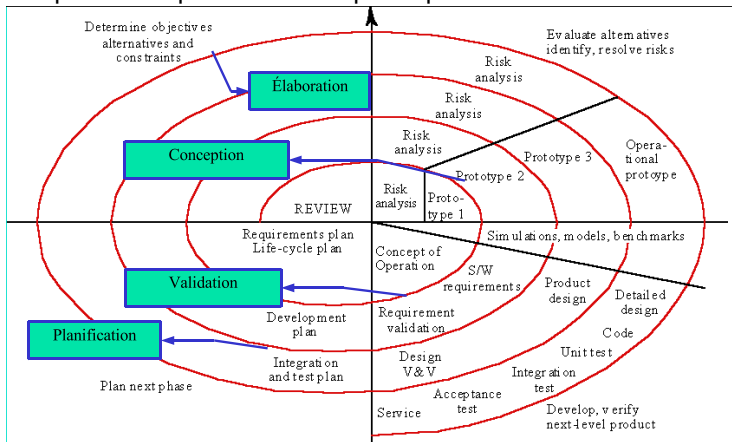 Determine objectives
alternatives and
constraints
Evaluate alternatives
identify, resolve risks
Élaboration
Risk
analysis
Risk
analysis
Risk
analysis
Conception
Risk
analysis
Proto-
type 1
Prototype 2
Prototype 3
Opera-
tional
protoype
REVIEW
Requirements plan
Life-cycle plan
Simulations, models, benchmarks
Concept of
Operation
S/W
requirements
Product
design
Detailed
design
Validation
Development
plan
Requirement
validation
Code
Unit test
Planification
Integration
and test plan
Design
V&V
Integration
test
Acceptance
test
Plan next phase
Service
Develop, verify
next-level product